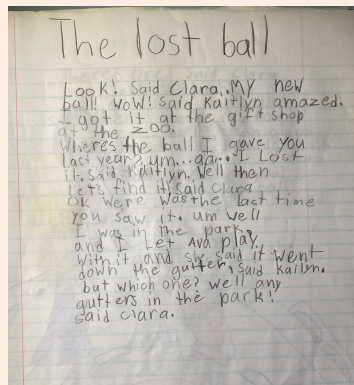 The lost ball
Look! Said Clara,. My new
ball! WoW! said Kaitlyn amazed.
I got it at the gift shop
at the zoo.
Where's the ball I gave you
last year? um... aa... I Lost
it. Said Kaitlyn. Well then
Let's find it, said Clara
Ok were was the last time
you saw it. um well
I was in the park
and I Let Ava play,
With it and she said it went
down the gutter, said Kailyn.
but which one? well any
gutters in the park!
said Clara.